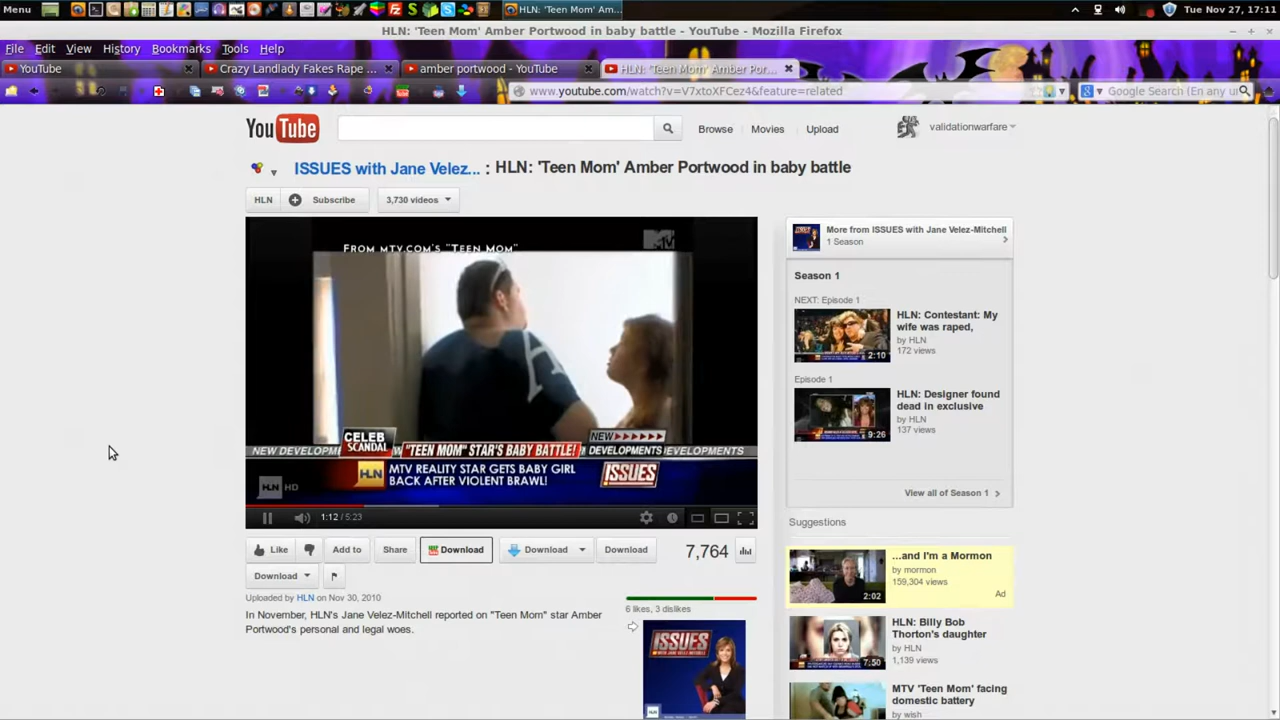 Menu
HLN: 'Teen Mom' Am...
Tue Nov 27, 17:11
HLN: 'Teen Mom' Amber Portwood in baby battle - YouTube - Mozilla Firefox
File Edit View History Bookmarks Tools Help
YouTube
Crazy Landlady Fakes Rape ...
amber portwood - YouTube
HLN: 'Teen Mom' Amber Por...
www.youtube.com/watch?v=V7xtoXFCez4&feature=related
Google Search (En any un
YouTube
Browse Movies Upload
validationwarfare
ISSUES with Jane Velez... : HLN: 'Teen Mom' Amber Portwood in baby battle
HLN Subscribe 3,730 videos
FROM MTV.COM'S "TEEN MOM"
CELEB SCANDAL
"TEEN MOM" STAR'S BABY BATTLE!
NEW DEVELOPMENTS
HLN
MTV REALITY STAR GETS BABY GIRL
BACK AFTER VIOLENT BRAWL!
ISSUES
HLN HD
1:12 / 5:23
Like Add to Share Download Download Download 7,764
Download
Uploaded by HLN on Nov 30, 2010
In November, HLN's Jane Velez-Mitchell reported on "Teen Mom" star Amber
Portwood's personal and legal woes.
6 likes, 3 dislikes
ISSUES
More from ISSUES with Jane Velez-Mitchell
1 Season
Season 1
NEXT: Episode 1
HLN: Contestant: My
wife was raped,
by HLN
172 views
2:10
Episode 1
HLN: Designer found
dead in exclusive
by HLN
137 views
9:26
View all of Season 1
Suggestions
...and I'm a Mormon
by mormon
159,304 views
Ad
2:02
HLN: Billy Bob
Thorton's daughter
by HLN
1,139 views
7:50
MTV 'Teen Mom' facing
domestic battery
by wish